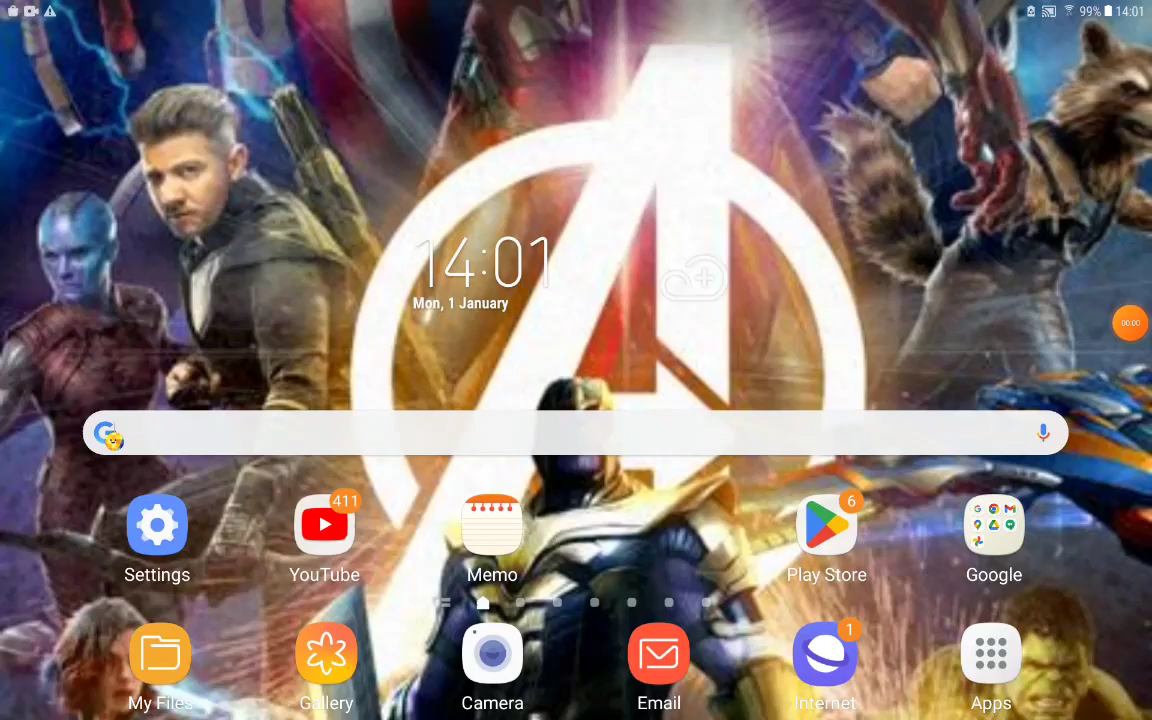 99% 14:01
14:01
Mon, 1 January
00:00
411
6
Settings
YouTube
Memo
Play Store
Google
1
My Files
Gallery
Camera
Email
Internet
Apps